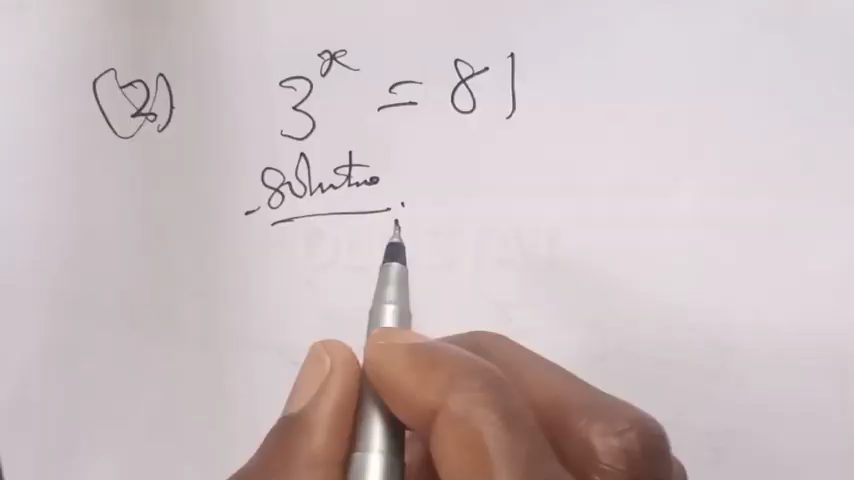 (2) 3^x = 81
Solution